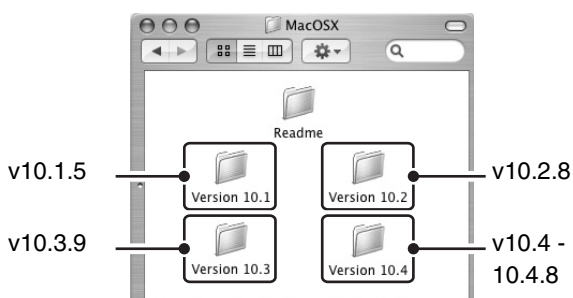 MacOSX
Readme
v10.1.5
Version 10.1
Version 10.2
v10.2.8
v10.3.9
Version 10.3
Version 10.4
v10.4 -
10.4.8